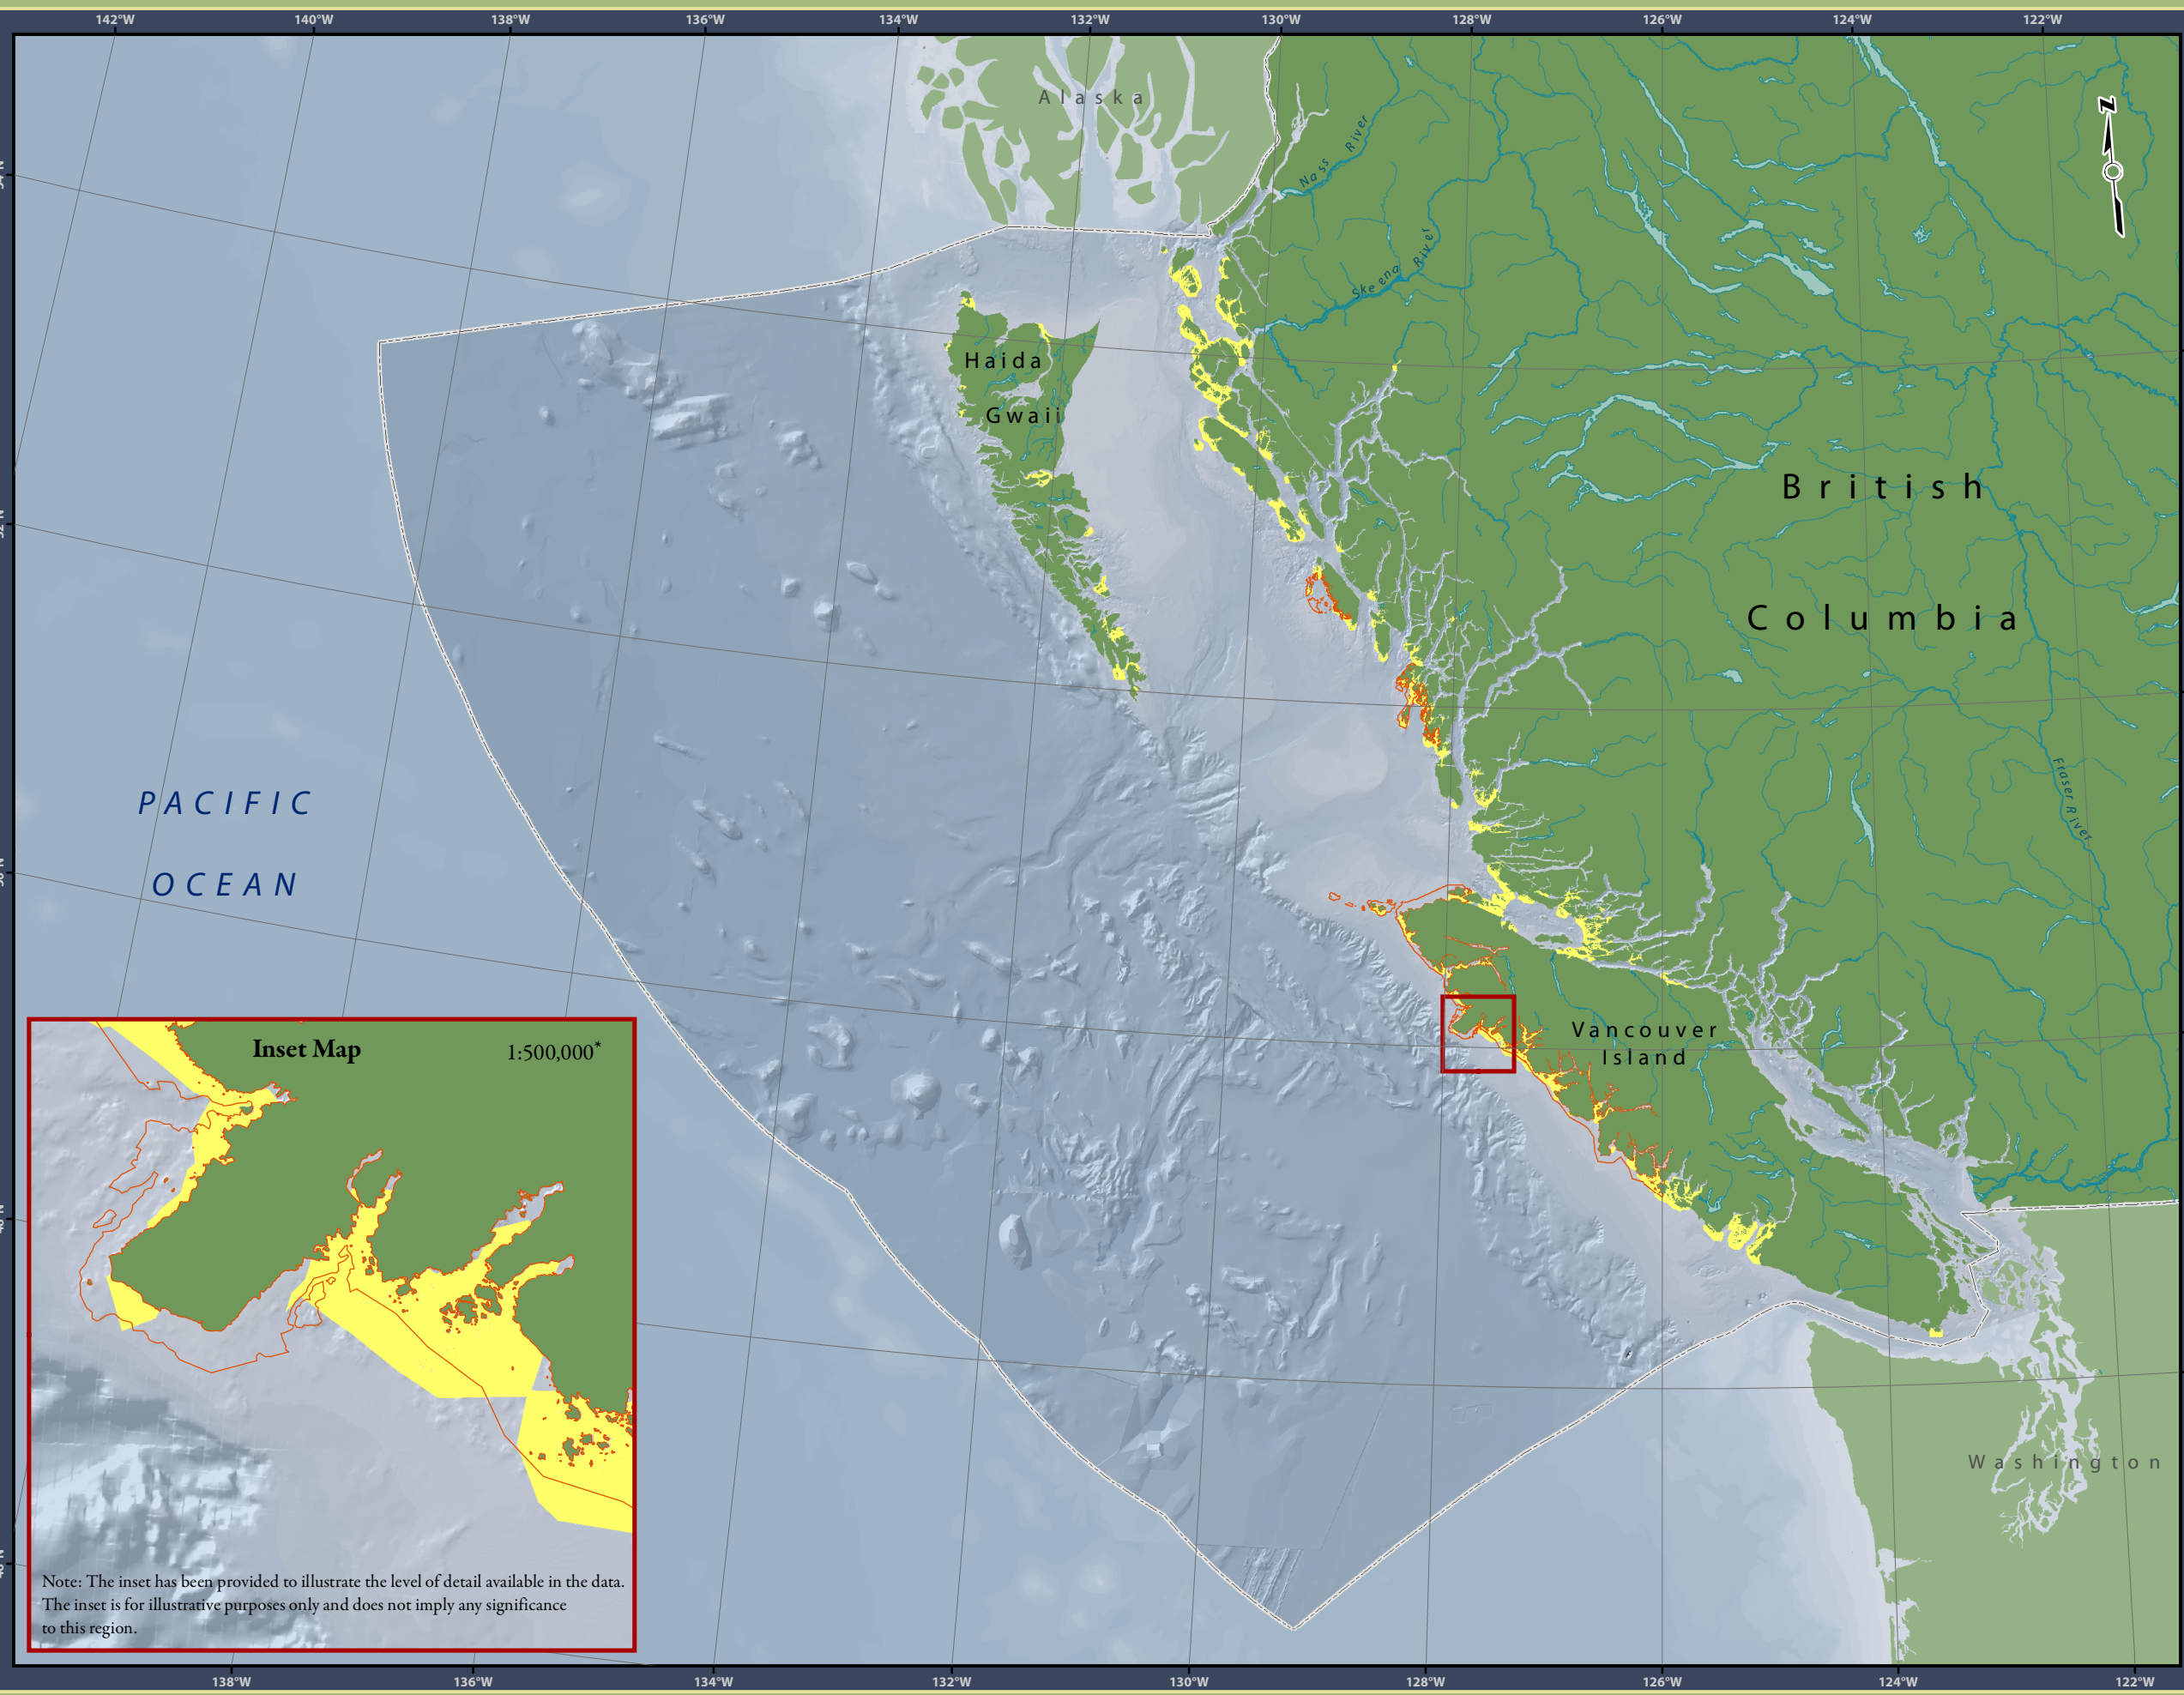 142°W 140°W 138°W 136°W 134°W 132°W 130°W 128°W 126°W 124°W 122°W
Alaska
N
Nass River
Skeena River
Haida
Gwaii
British
Columbia
Fraser River
PACIFIC
OCEAN
Vancouver
Island
Inset Map
1:500,000*
Washington
Note: The inset has been provided to illustrate the level of detail available in the data.
The inset is for illustrative purposes only and does not imply any significance
to this region.
138°W 136°W 134°W 132°W 130°W 128°W 126°W 124°W 122°W